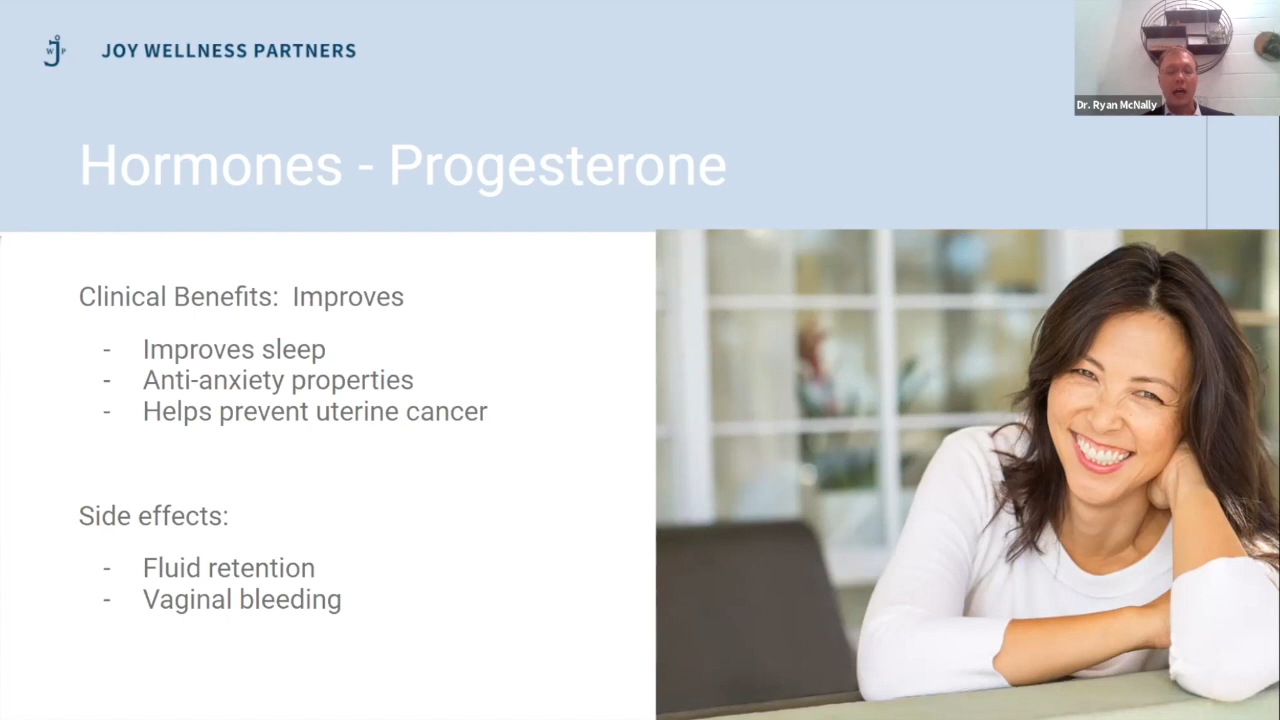 W P
JOY WELLNESS PARTNERS
Dr. Ryan McNally
Hormones - Progesterone
Clinical Benefits: Improves
- Improves sleep
- Anti-anxiety properties
- Helps prevent uterine cancer
Side effects:
- Fluid retention
- Vaginal bleeding